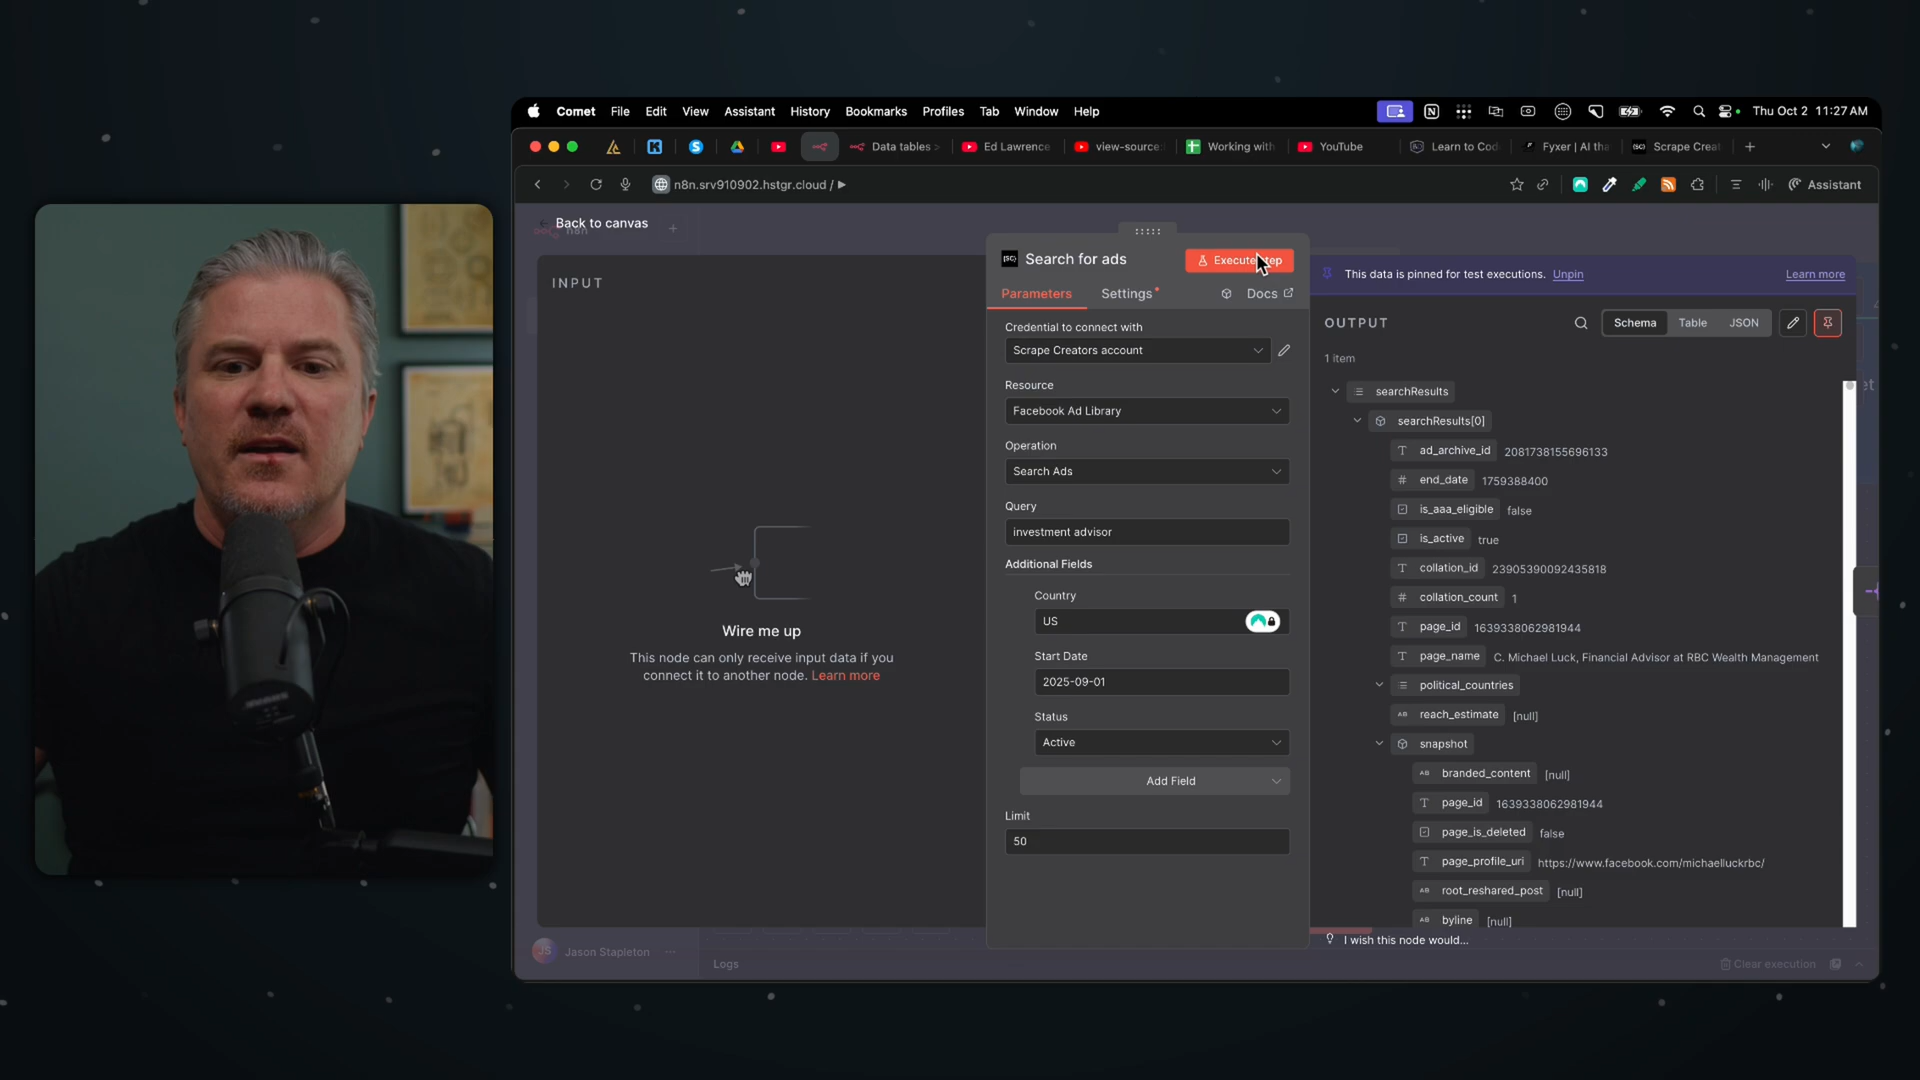 Comet File Edit View Assistant History Bookmarks Profiles Tab Window Help
Thu Oct 2 11:27 AM
Data tables
Ed Lawrence
view-source:
Working with
YouTube
Learn to Cod
Fyxer | AI tha
Scrape Creat
n8n.srv910902.hstgr.cloud /
Assistant
Back to canvas
n8n
INPUT
Wire me up
This node can only receive input data if you
connect it to another node. Learn more
Search for ads
Execute step
Parameters
Settings
Docs
Credential to connect with
Scrape Creators account
Resource
Facebook Ad Library
Operation
Search Ads
Query
investment advisor
Additional Fields
Country
US
Start Date
2025-09-01
Status
Active
Add Field
Limit
50
This data is pinned for test executions. Unpin
Learn more
OUTPUT
Schema
Table
JSON
1 item
searchResults
searchResults[0]
ad_archive_id 2081738155696133
end_date 1759388400
is_aaa_eligible false
is_active true
collation_id 23905390092435818
collation_count 1
page_id 1639338062981944
page_name C. Michael Luck, Financial Advisor at RBC Wealth Management
political_countries
reach_estimate [null]
snapshot
branded_content [null]
page_id 1639338062981944
page_is_deleted false
page_profile_uri https://www.facebook.com/michaelluckrbc/
root_reshared_post [null]
byline [null]
I wish this node would...
JS
Jason Stapleton
Logs
Clear execution